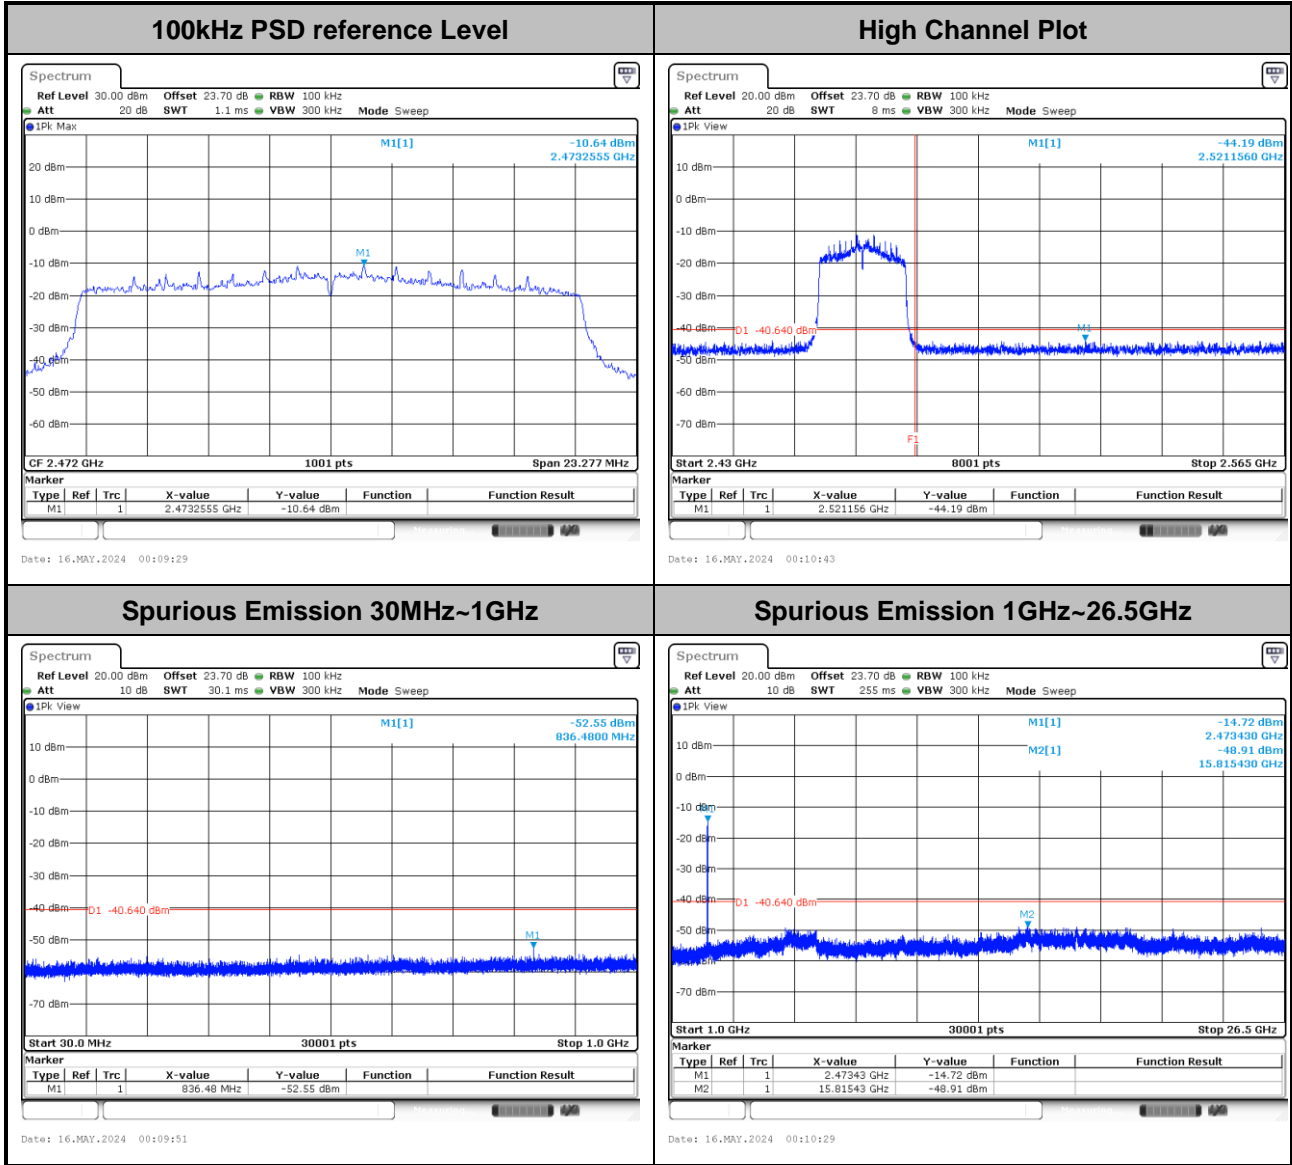 100kHz PSD reference Level
High Channel Plot
Spectrum
Ref Level 30.00 dBm Offset 23.70 dB RBW 100 kHz
Att 20 dB SWT 1.1 ms VBW 300 kHz Mode Sweep
1Pk Max
M1[1] -10.64 dBm
2.4732555 GHz
20 dBm
10 dBm
0 dBm
M1
-10 dBm
-20 dBm
-30 dBm
-40 dBm
-50 dBm
-60 dBm
CF 2.472 GHz 1001 pts Span 23.277 MHz
Marker
Type Ref Trc X-value Y-value Function Function Result
M1 1 2.4732555 GHz -10.64 dBm
Date: 16.MAY.2024 00:09:29
Spectrum
Ref Level 20.00 dBm Offset 23.70 dB RBW 100 kHz
Att 20 dB SWT 8 ms VBW 300 kHz Mode Sweep
1Pk View
M1[1] -44.19 dBm
2.5211560 GHz
10 dBm
0 dBm
-10 dBm
-20 dBm
-30 dBm
-40 dBm
D1 -40.640 dBm
M1
-50 dBm
-60 dBm
-70 dBm
F1
Start 2.43 GHz 8001 pts Stop 2.565 GHz
Marker
Type Ref Trc X-value Y-value Function Function Result
M1 1 2.521156 GHz -44.19 dBm
Date: 16.MAY.2024 00:10:43
Spurious Emission 30MHz~1GHz
Spurious Emission 1GHz~26.5GHz
Spectrum
Ref Level 20.00 dBm Offset 23.70 dB RBW 100 kHz
Att 10 dB SWT 30.1 ms VBW 300 kHz Mode Sweep
1Pk View
M1[1] -52.55 dBm
836.4800 MHz
10 dBm
0 dBm
-10 dBm
-20 dBm
-30 dBm
-40 dBm
D1 -40.640 dBm
-50 dBm
M1
-70 dBm
Start 30.0 MHz 30001 pts Stop 1.0 GHz
Marker
Type Ref Trc X-value Y-value Function Function Result
M1 1 836.48 MHz -52.55 dBm
Date: 16.MAY.2024 00:09:51
Spectrum
Ref Level 20.00 dBm Offset 23.70 dB RBW 100 kHz
Att 10 dB SWT 255 ms VBW 300 kHz Mode Sweep
1Pk View
M1[1] -14.72 dBm
2.473430 GHz
M2[1] -48.91 dBm
15.815430 GHz
10 dBm
0 dBm
-10 dBm
M1
-20 dBm
-30 dBm
-40 dBm
D1 -40.640 dBm
M2
-50 dBm
-70 dBm
Start 1.0 GHz 30001 pts Stop 26.5 GHz
Marker
Type Ref Trc X-value Y-value Function Function Result
M1 1 2.47343 GHz -14.72 dBm
M2 1 15.81543 GHz -48.91 dBm
Date: 16.MAY.2024 00:10:29